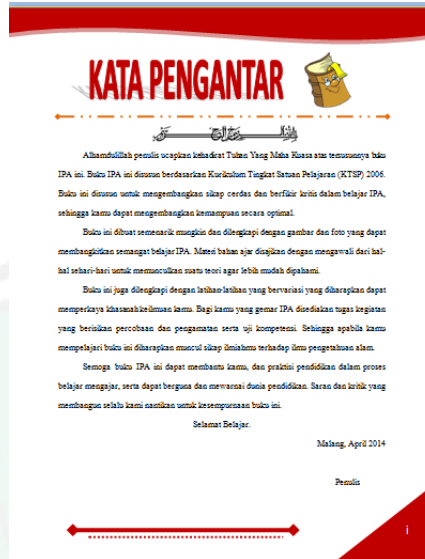 KATA PENGANTAR
Alhamdulillah penulis ucapkan kehadirat Tuhan Yang Maha Kuasa atas tersusunnya buku
IPA ini. Buku IPA ini disusun berdasarkan Kurikulum Tingkat Satuan Pelajaran (KTSP) 2006.
Buku ini disusun untuk mengembangkan sikap cerdas dan berfikir kritis dalam belajar IPA,
sehingga kamu dapat mengembangkan kemampuan secara optimal.
Buku ini dibuat semenarik mungkin dan dilengkapi dengan gambar dan foto yang dapat
membangkitkan semangat belajar IPA. Materi bahan ajar disajikan dengan mengawali dari hal-
hal sehari-hari untuk memunculkan suatu teori agar lebih mudah dipahami.
Buku ini juga dilengkapi dengan latihan-latihan yang bervariasi yang diharapkan dapat
memperkaya khasanah keilmuan kamu. Bagi kamu yang gemar IPA disediakan tugas kegiatan
yang berisikan percobaan dan pengamatan serta uji kompetensi. Sehingga apabila kamu
mempelajari buku ini diharapkan muncul sikap ilmiahmu terhadap ilmu pengetahuan alam.
Semoga buku IPA ini dapat membantu kamu, dan praktisi pendidikan dalam proses
belajar mengajar, serta dapat berguna dan mewarnai dunia pendidikan. Saran dan kritik yang
membangun selalu kami nantikan untuk kesempurnaan buku ini.
Selamat Belajar.
Malang, April 2014
Penulis
i